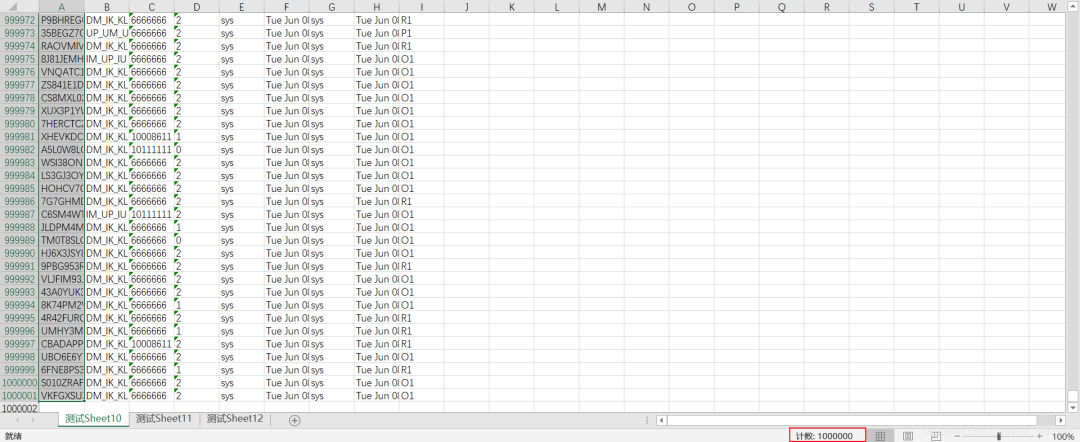 A B C D E F G H I J K L M N O P Q R S T U V W
999972 P9BHREG DM_IK_KL 6666666 2 sys Tue Jun 0 sys Tue Jun 0 R1
999973 35BEGZ7 UP_UM_U 6666666 2 sys Tue Jun 0 sys Tue Jun 0 P1
999974 RAOVMIV DM_IK_KL 6666666 2 sys Tue Jun 0 sys Tue Jun 0 R1
999975 8J81JEMH IM_UP_IU 6666666 2 sys Tue Jun 0 sys Tue Jun 0 O1
999976 VNQATC1 DM_IK_KL 6666666 2 sys Tue Jun 0 sys Tue Jun 0 O1
999977 ZS841E1D DM_IK_KL 6666666 2 sys Tue Jun 0 sys Tue Jun 0 O1
999978 CS8MXL0 DM_IK_KL 6666666 2 sys Tue Jun 0 sys Tue Jun 0 O1
999979 XUX3P1Y DM_IK_KL 6666666 2 sys Tue Jun 0 sys Tue Jun 0 O1
999980 7HERCTC DM_IK_KL 6666666 2 sys Tue Jun 0 sys Tue Jun 0 O1
999981 XHEVKDC DM_IK_KL 10008611 1 sys Tue Jun 0 sys Tue Jun 0 O1
999982 A5L0W8L DM_IK_KL 10111111 0 sys Tue Jun 0 sys Tue Jun 0 O1
999983 WSI38ON DM_IK_KL 6666666 2 sys Tue Jun 0 sys Tue Jun 0 O1
999984 LS3GJ3OY DM_IK_KL 6666666 2 sys Tue Jun 0 sys Tue Jun 0 O1
999985 HOHCV7 DM_IK_KL 6666666 2 sys Tue Jun 0 sys Tue Jun 0 O1
999986 7G7GHM DM_IK_KL 6666666 2 sys Tue Jun 0 sys Tue Jun 0 R1
999987 C6SM4W DM_IK_KL 10111111 2 sys Tue Jun 0 sys Tue Jun 0 O1
999988 JLDPM4M DM_IK_KL 6666666 1 sys Tue Jun 0 sys Tue Jun 0 O1
999989 TM0T8SL DM_IK_KL 6666666 0 sys Tue Jun 0 sys Tue Jun 0 O1
999990 HJ6X3JSY DM_IK_KL 6666666 2 sys Tue Jun 0 sys Tue Jun 0 O1
999991 9PBG953R DM_IK_KL 6666666 2 sys Tue Jun 0 sys Tue Jun 0 R1
999992 VLJFIM93 DM_IK_KL 6666666 2 sys Tue Jun 0 sys Tue Jun 0 O1
999993 43A0YUK DM_IK_KL 6666666 2 sys Tue Jun 0 sys Tue Jun 0 O1
999994 8K74PM2 DM_IK_KL 6666666 1 sys Tue Jun 0 sys Tue Jun 0 O1
999995 4R42FUR DM_IK_KL 6666666 2 sys Tue Jun 0 sys Tue Jun 0 R1
999996 UMHY3M DM_IK_KL 6666666 1 sys Tue Jun 0 sys Tue Jun 0 R1
999997 CBADAPP DM_IK_KL 10008611 2 sys Tue Jun 0 sys Tue Jun 0 R1
999998 UBO6E6Y DM_IK_KL 6666666 2 sys Tue Jun 0 sys Tue Jun 0 O1
999999 6FNE8PS3 DM_IK_KL 6666666 1 sys Tue Jun 0 sys Tue Jun 0 R1
1000000 S010ZRAF DM_IK_KL 6666666 2 sys Tue Jun 0 sys Tue Jun 0 O1
1000001 VKFGXSU DM_IK_KL 6666666 2 sys Tue Jun 0 sys Tue Jun 0 O1
1000002
测试Sheet10 测试Sheet11 测试Sheet12
就绪 计数: 1000000 100%